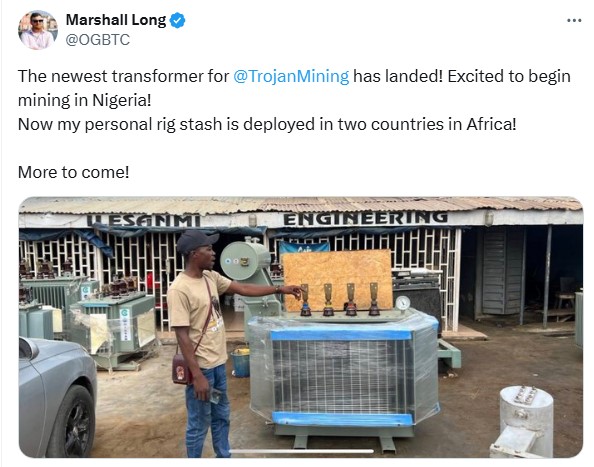 Marshall Long
@OGBTC
The newest transformer for @TrojanMining has landed! Excited to begin
mining in Nigeria!
Now my personal rig stash is deployed in two countries in Africa!
More to come!
ILESANMI ENGINEERING